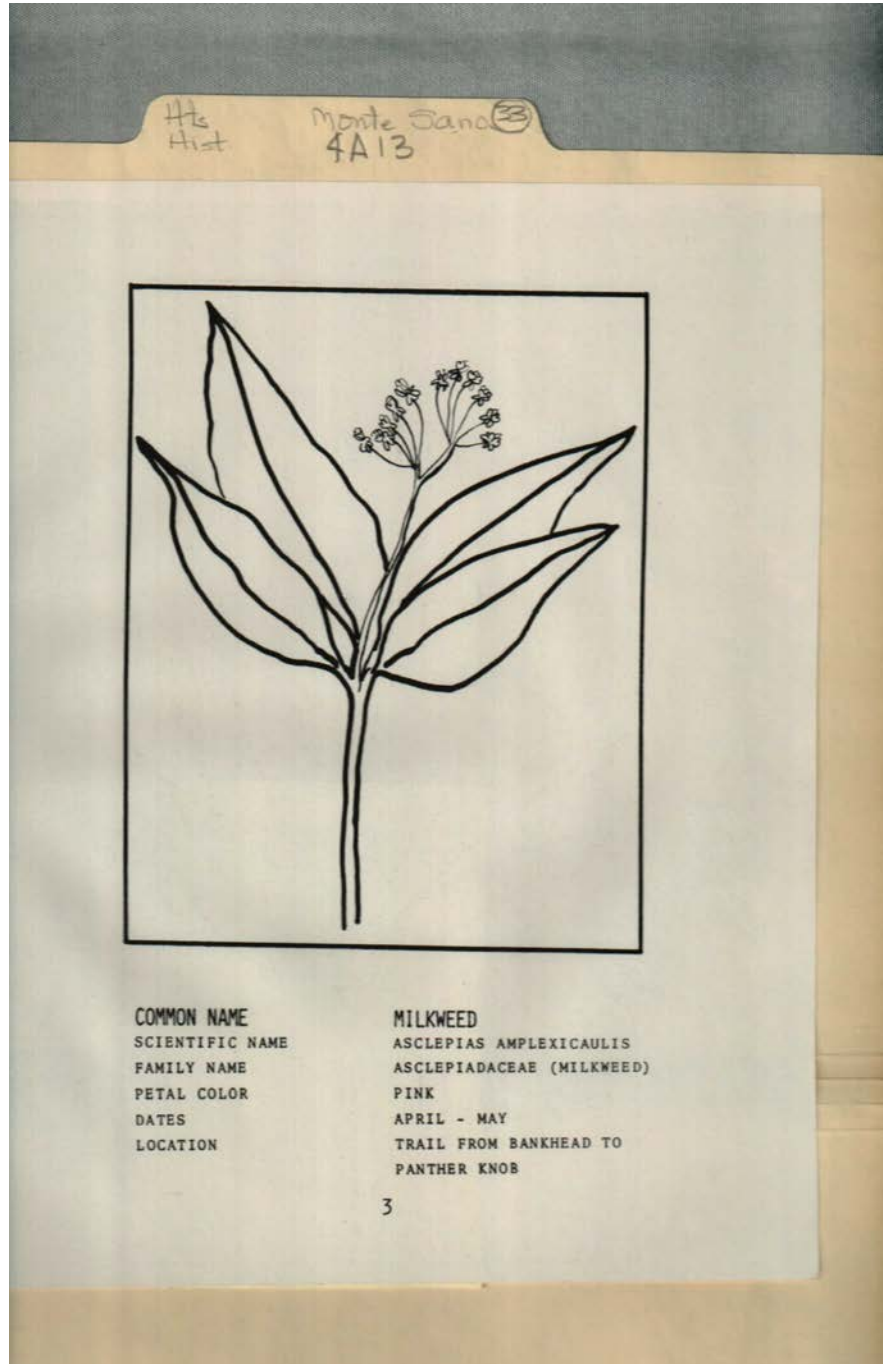 Hts Monte Sano 33
Hist 4A13
COMMON NAME MILKWEED
SCIENTIFIC NAME ASCLEPIAS AMPLEXICAULIS
FAMILY NAME ASCLEPIADACEAE (MILKWEED)
PETAL COLOR PINK
DATES APRIL - MAY
LOCATION TRAIL FROM BANKHEAD TO
PANTHER KNOB
3